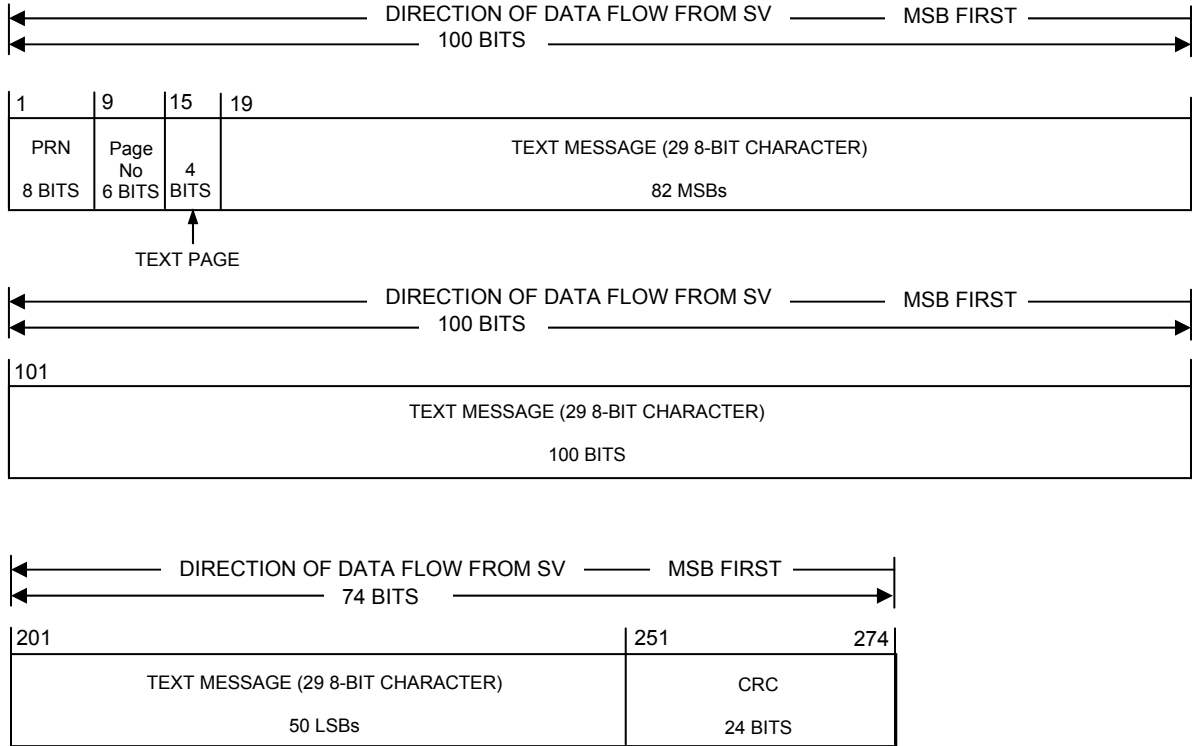 DIRECTION OF DATA FLOW FROM SV MSB FIRST
100 BITS
1 9 15 19
PRN
8 BITS
Page
No
6 BITS
4
BITS
TEXT MESSAGE (29 8-BIT CHARACTER)
82 MSBs
TEXT PAGE
DIRECTION OF DATA FLOW FROM SV MSB FIRST
100 BITS
101
TEXT MESSAGE (29 8-BIT CHARACTER)
100 BITS
DIRECTION OF DATA FLOW FROM SV MSB FIRST
74 BITS
201 251 274
TEXT MESSAGE (29 8-BIT CHARACTER)
50 LSBs
CRC
24 BITS